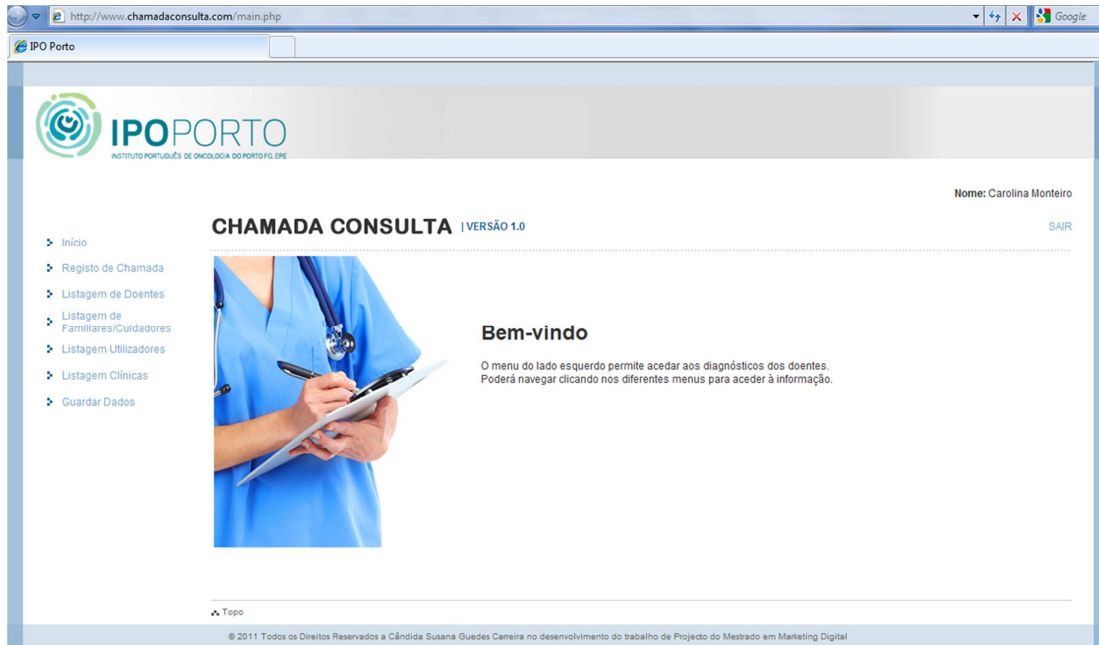 http://www.chamadaconsulta.com/main.php
Google
IPO Porto
IPOPORTO
INSTITUTO PORTUGUÊS DE ONCOLOGIA DO PORTO FG, EPE
Nome: Carolina Monteiro
CHAMADA CONSULTA | VERSÃO 1.0
SAIR
Início
Registo de Chamada
Listagem de Doentes
Listagem de
Familiares/Cuidadores
Listagem Utilizadores
Listagem Clínicas
Guardar Dados
Bem-vindo
O menu do lado esquerdo permite acedar aos diagnósticos dos doentes.
Poderá navegar clicando nos diferentes menus para aceder à informação.
Topo
© 2011 Todos os Direitos Reservados a Cândida Susana Guedes Carreira no desenvolvimento do trabalho de Projecto do Mestrado em Marketing Digital